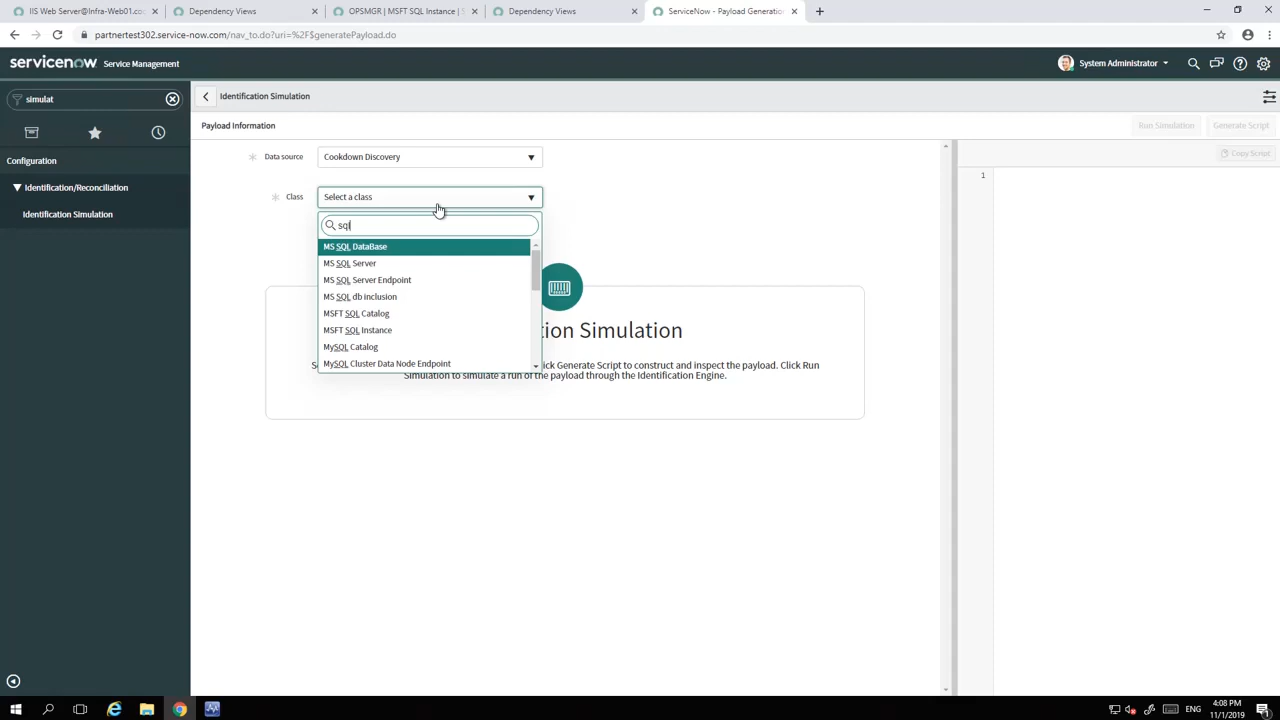 IIS Web Server@Infra-Web01.co
Dependency Views
OPSMGR | MSFT SQL Instance | S
Dependency Views
ServiceNow - Payload Generation
partnertest302.service-now.com/nav_to.do?uri=%2F$generatePayload.do
servicenow Service Management
System Administrator
simulat
Identification Simulation
Payload Information
Run Simulation
Generate Script
Configuration
Data source
Cookdown Discovery
Copy Script
1
Identification/Reconciliation
Class
Select a class
Identification Simulation
sql
MS SQL DataBase
MS SQL Server
MS SQL Server Endpoint
MS SQL db inclusion
MSFT SQL Catalog
MSFT SQL Instance
tion Simulation
MySQL Catalog
MySQL Cluster Data Node Endpoint
ick Generate Script to construct and inspect the payload. Click Run
Simulation to simulate a run of the payload through the Identification Engine.
ENG
4:08 PM
11/1/2019